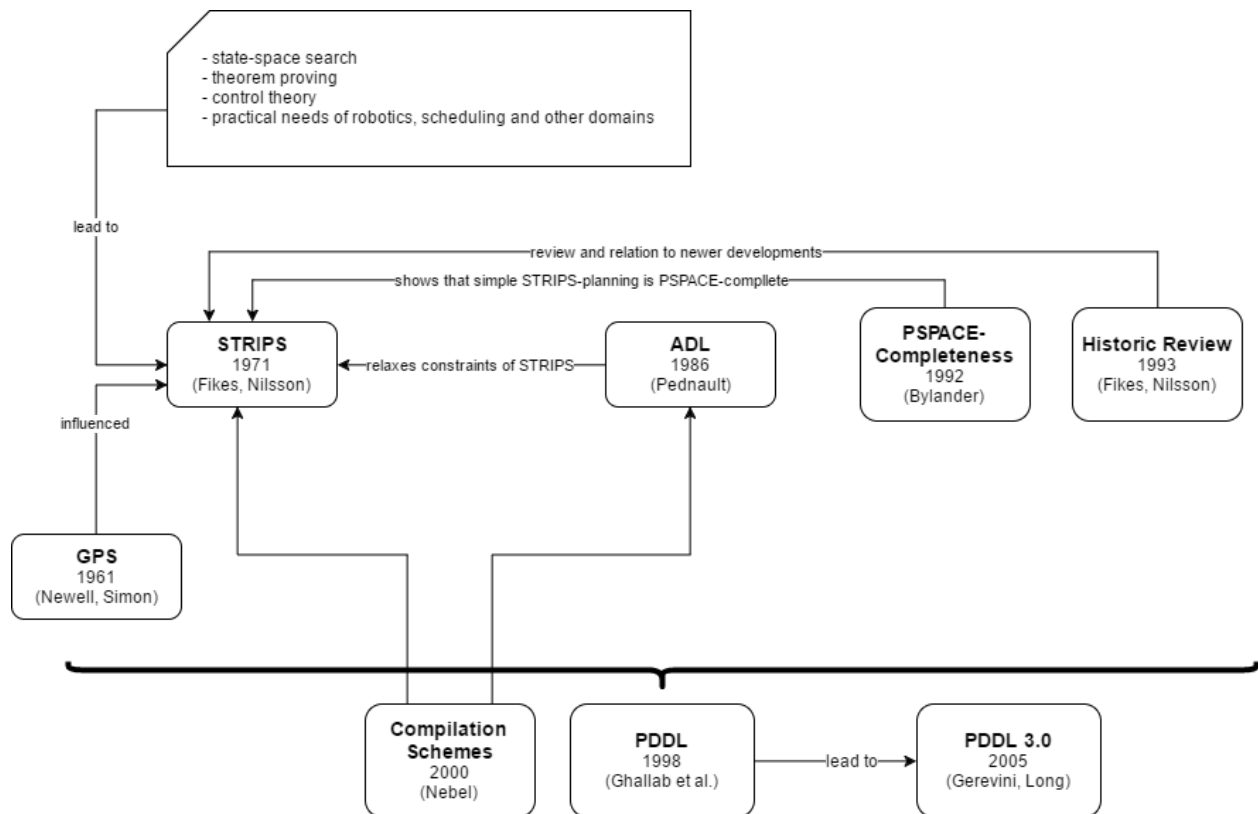 - state-space search
- theorem proving
- control theory
- practical needs of robotics, scheduling and other domains
lead to
review and relation to newer developments
shows that simple STRIPS-planning is PSPACE-compllete
STRIPS
1971
(Fikes, Nilsson)
relaxes constraints of STRIPS
ADL
1986
(Pednault)
PSPACE-
Completeness
1992
(Bylander)
Historic Review
1993
(Fikes, Nilsson)
influenced
GPS
1961
(Newell, Simon)
Compilation
Schemes
2000
(Nebel)
PDDL
1998
(Ghallab et al.)
lead to
PDDL 3.0
2005
(Gerevini, Long)